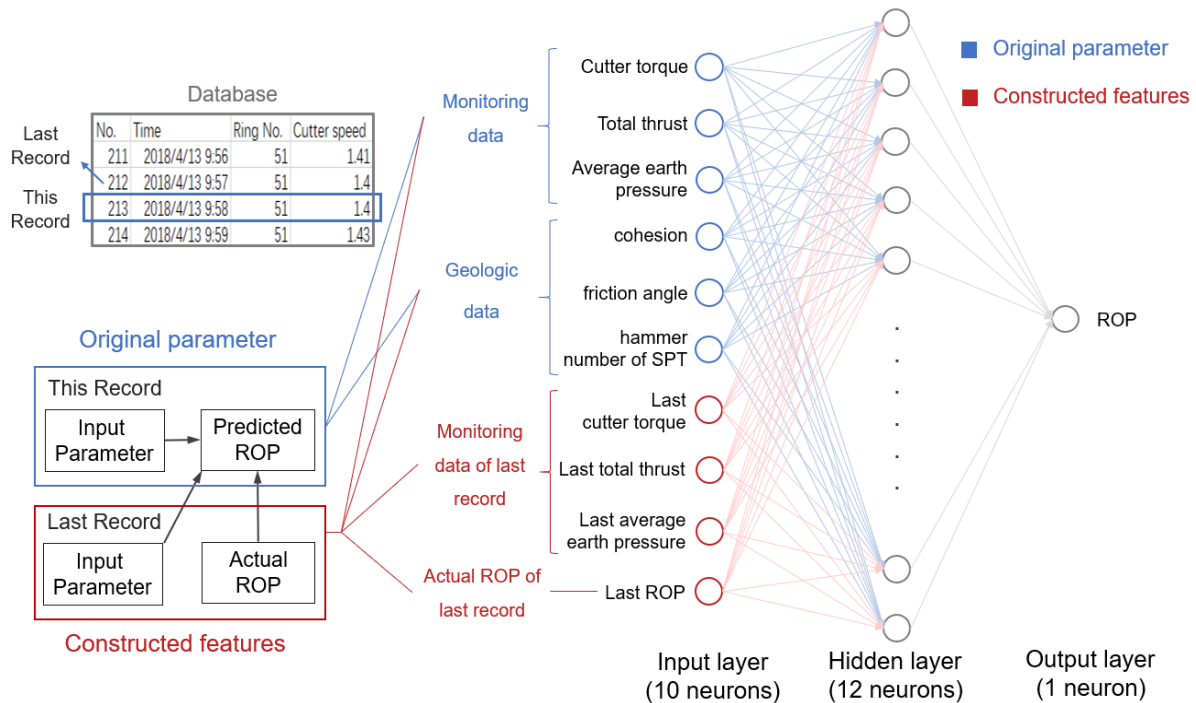 Database
No. Time Ring No. Cutter speed
211 2018/4/13 9:56 51 1.41
212 2018/4/13 9:57 51 1.4
213 2018/4/13 9:58 51 1.4
214 2018/4/13 9:59 51 1.43
Last
Record
This
Record
Original parameter
This Record
Input
Parameter
Predicted
ROP
Last Record
Input
Parameter
Actual
ROP
Constructed features
Monitoring
data
Geologic
data
Monitoring
data of last
record
Actual ROP of
last record
Cutter torque
Total thrust
Average earth
pressure
cohesion
friction angle
hammer
number of SPT
Last
cutter torque
Last total thrust
Last average
earth pressure
Last ROP
Original parameter
Constructed features
ROP
Input layer
(10 neurons)
Hidden layer
(12 neurons)
Output layer
(1 neuron)